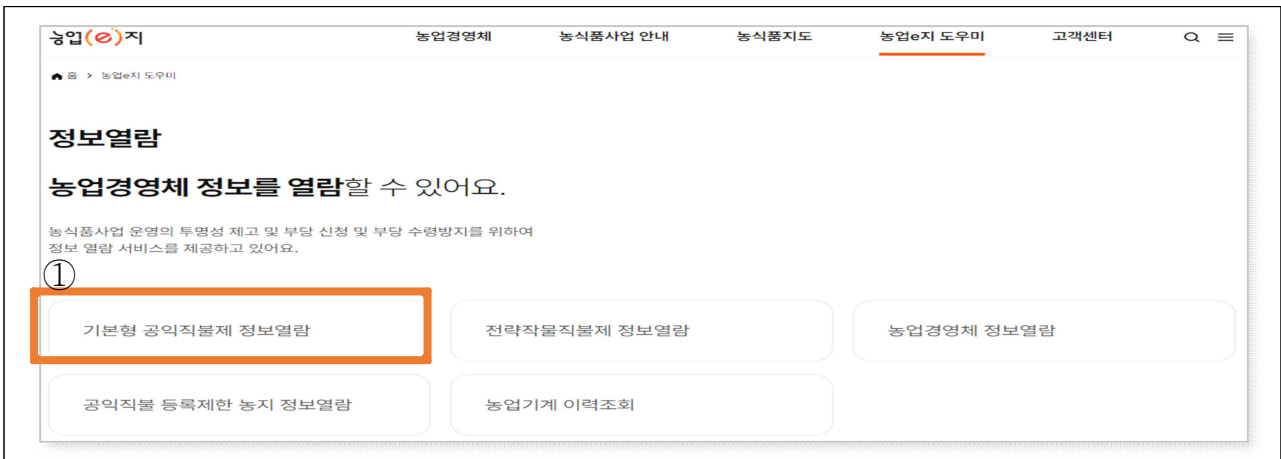 농업e지 농업경영체 농식품사업 안내 농식품지도 농업e지 도우미 고객센터
홈 > 농업e지 도우미
정보열람
농업경영체 정보를 열람할 수 있어요.
농식품사업 운영의 투명성 제고 및 부당 신청 및 부당 수령방지를 위하여
정보 열람 서비스를 제공하고 있어요.
①
기본형 공익직불제 정보열람 전략작물직불제 정보열람 농업경영체 정보열람
공익직불 등록제한 농지 정보열람 농업기계 이력조회